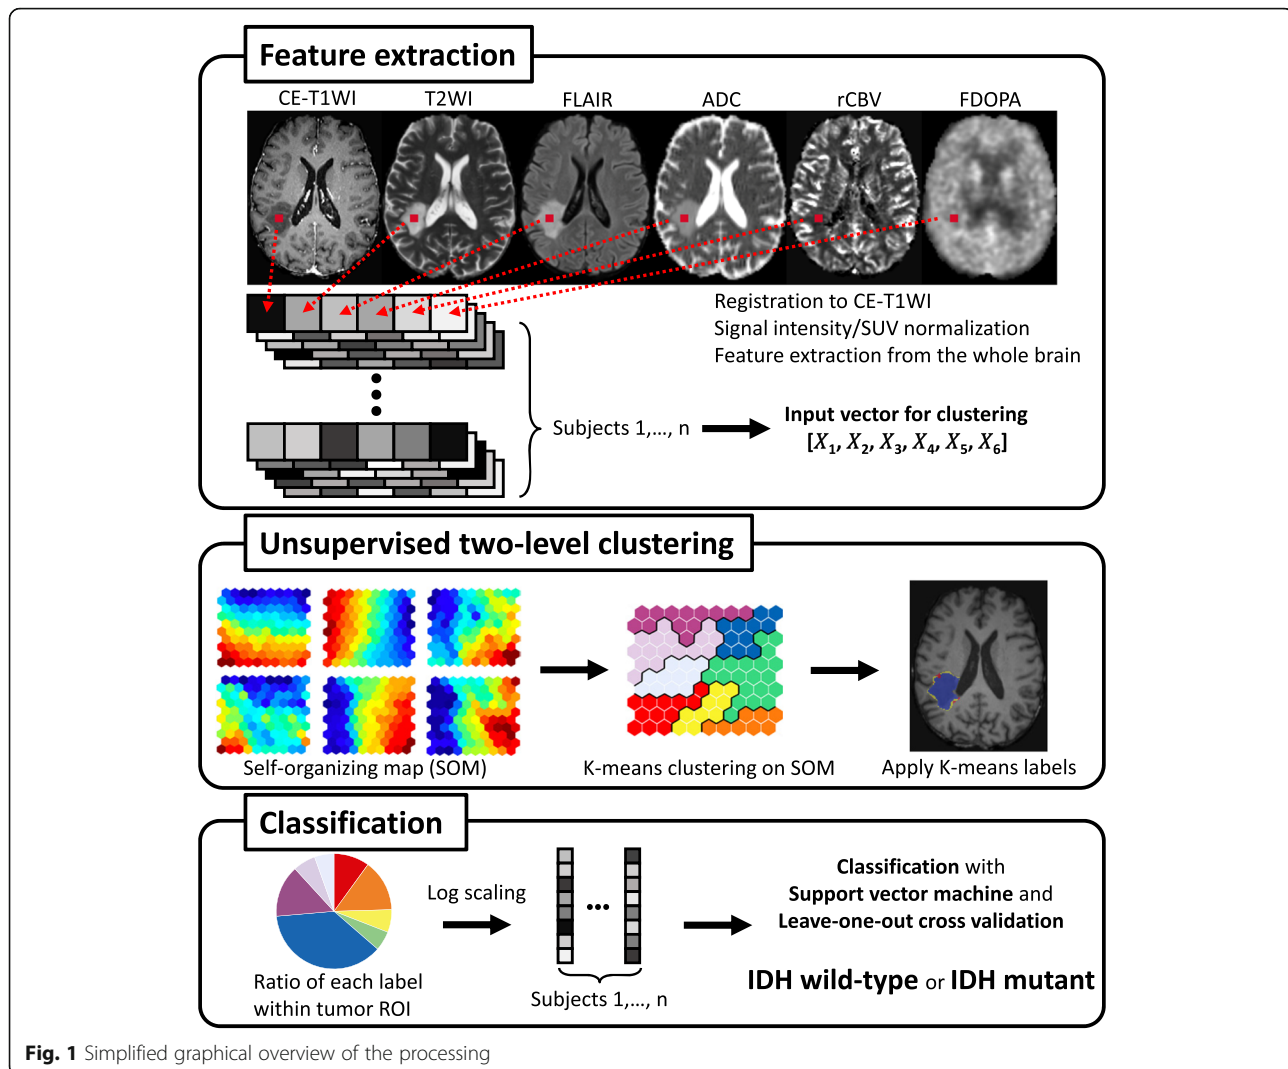 Feature extraction
CE-T1WI T2WI FLAIR ADC rCBV FDOPA
Registration to CE-T1WI
Signal intensity/SUV normalization
Feature extraction from the whole brain
Subjects 1,..., n
Input vector for clustering
[X1, X2, X3, X4, X5, X6]
Unsupervised two-level clustering
Self-organizing map (SOM)
K-means clustering on SOM
Apply K-means labels
Classification
Ratio of each label
within tumor ROI
Log scaling
Subjects 1,..., n
Classification with
Support vector machine and
Leave-one-out cross validation
IDH wild-type or IDH mutant
Fig. 1 Simplified graphical overview of the processing